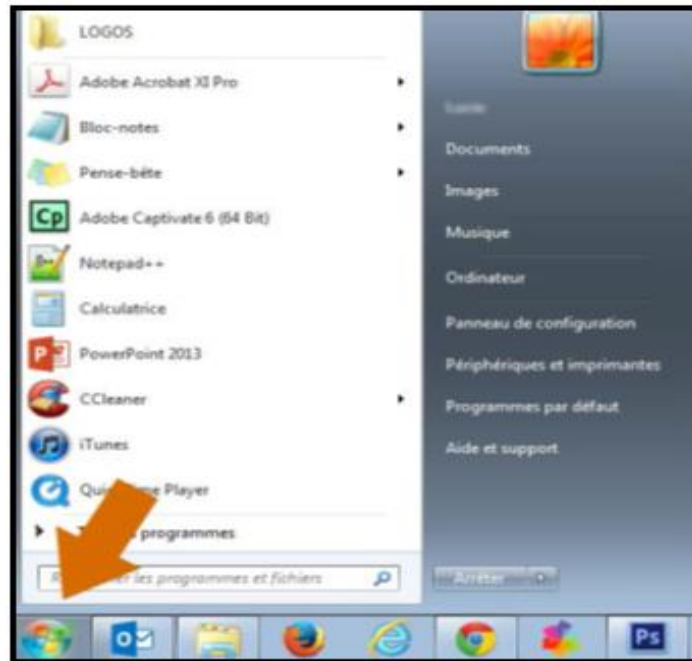 LOGOS
Adobe Acrobat XI Pro
Bloc-notes
Pense-bête
Cp
Adobe Captivate 6 (64 Bit)
Notepad++
Calculatrice
PowerPoint 2013
CCleaner
iTunes
Player
programmes
les programmes et fichiers
Documents
Images
Musique
Ordinateur
Panneau de configuration
Périphériques et imprimantes
Programmes par défaut
Aide et support
Arrêter
Ps